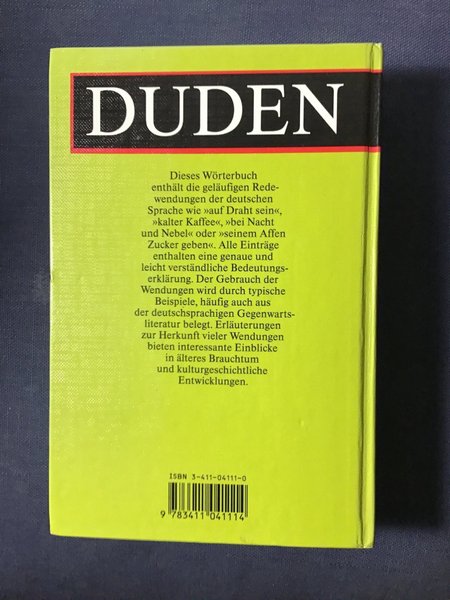 DUDEN
Dieses Wörterbuch
enthält die geläufigen Rede-
wendungen der deutschen
Sprache wie »auf Draht sein«,
»kalter Kaffee«, »bei Nacht
und Nebel« oder »seinem Affen
Zucker geben«. Alle Einträge
enthalten eine genaue und
leicht verständliche Bedeutungs-
erklärung. Der Gebrauch der
Wendungen wird durch typische
Beispiele, häufig auch aus
der deutschsprachigen Gegenwarts-
literatur belegt. Erläuterungen
zur Herkunft vieler Wendungen
bieten interessante Einblicke
in älteres Brauchtum
und kulturgeschichtliche
Entwicklungen.
ISBN 3-411-04111-0
9 783411 041114